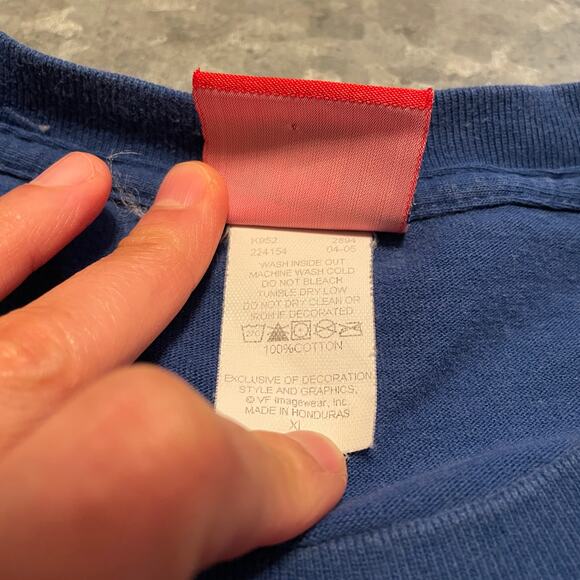 K952 2894
224154 04-05
WASH INSIDE OUT
MACHINE WASH COLD
DO NOT BLEACH
TUMBLE DRY LOW
DO NOT DRY CLEAN OR
IRON IF DECORATED
100%COTTON
EXCLUSIVE OF DECORATION
STYLE AND GRAPHICS,
© VF Imagewear, Inc.
MADE IN HONDURAS
XL